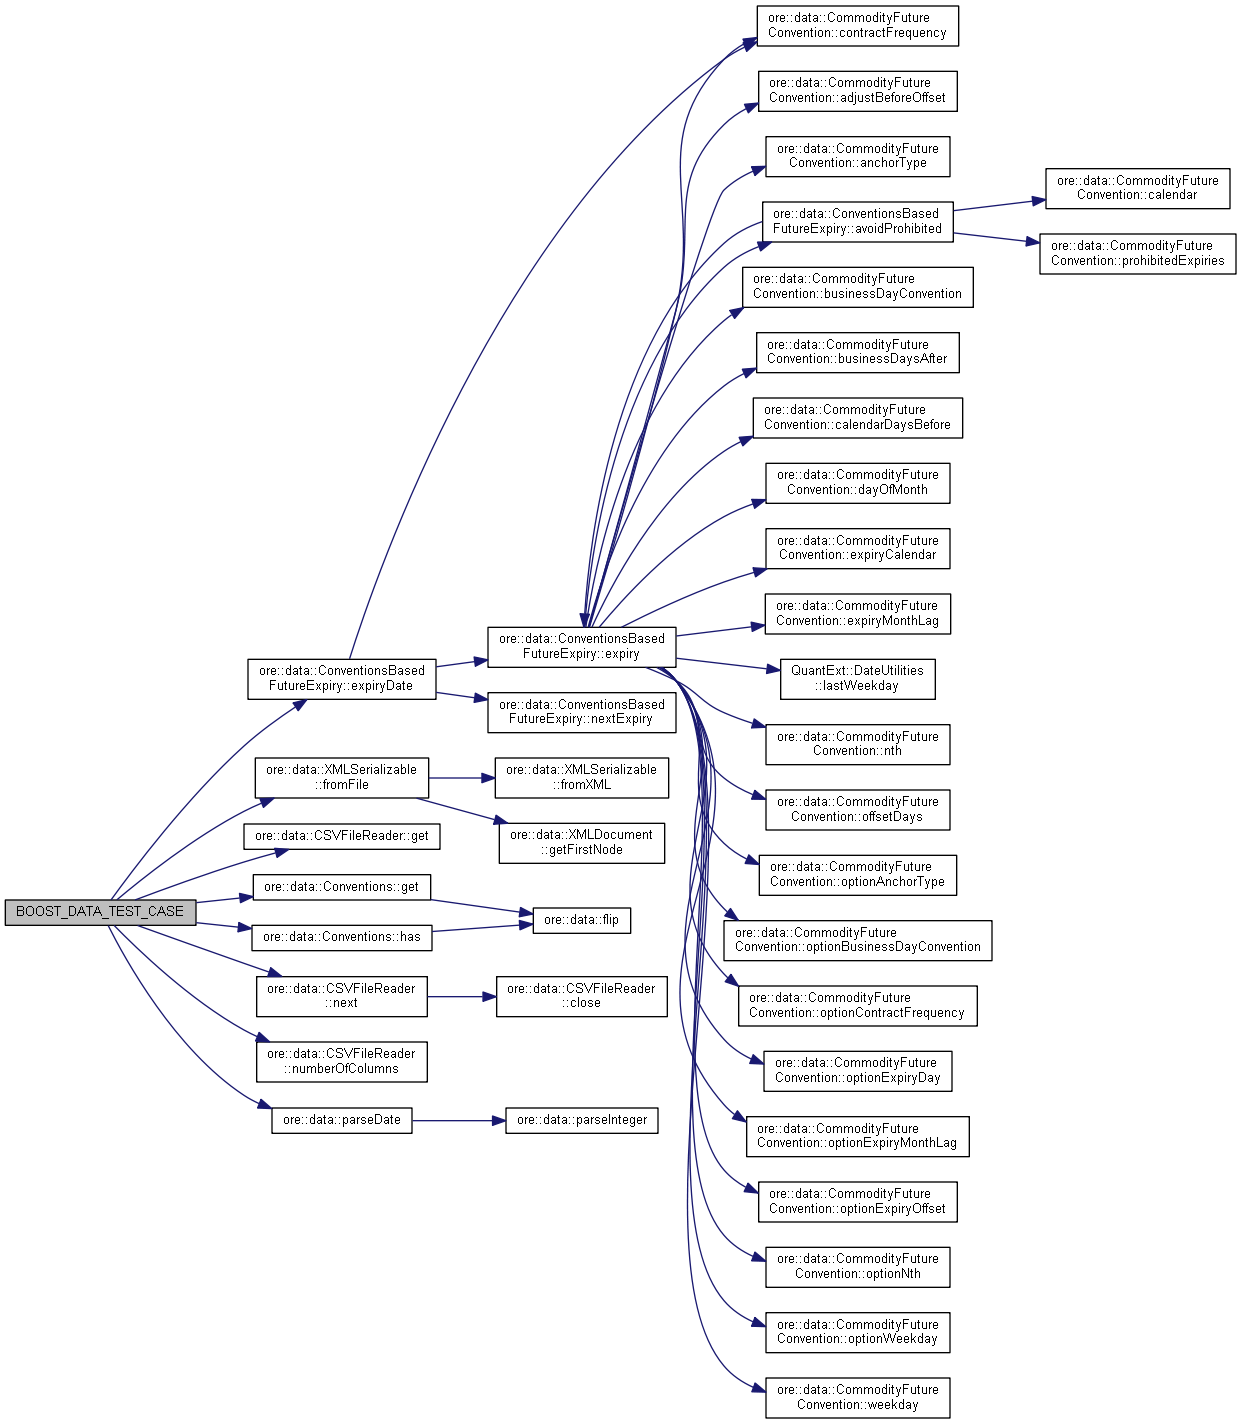 BOOST_DATA_TEST_CASE
ore::data::ConventionsBased
FutureExpiry::expiryDate
ore::data::XMLSerializable
::fromFile
ore::data::CSVFileReader::get
ore::data::Conventions::get
ore::data::Conventions::has
ore::data::CSVFileReader
::next
ore::data::CSVFileReader
::numberOfColumns
ore::data::parseDate
ore::data::ConventionsBased
FutureExpiry::expiry
ore::data::ConventionsBased
FutureExpiry::nextExpiry
ore::data::XMLSerializable
::fromXML
ore::data::XMLDocument
::getFirstNode
ore::data::flip
ore::data::CSVFileReader
::close
ore::data::parseInteger
ore::data::CommodityFuture
Convention::contractFrequency
ore::data::CommodityFuture
Convention::adjustBeforeOffset
ore::data::CommodityFuture
Convention::anchorType
ore::data::ConventionsBased
FutureExpiry::avoidProhibited
ore::data::CommodityFuture
Convention::businessDayConvention
ore::data::CommodityFuture
Convention::businessDaysAfter
ore::data::CommodityFuture
Convention::calendarDaysBefore
ore::data::CommodityFuture
Convention::dayOfMonth
ore::data::CommodityFuture
Convention::expiryCalendar
ore::data::CommodityFuture
Convention::expiryMonthLag
QuantExt::DateUtilities
::lastWeekday
ore::data::CommodityFuture
Convention::nth
ore::data::CommodityFuture
Convention::offsetDays
ore::data::CommodityFuture
Convention::optionAnchorType
ore::data::CommodityFuture
Convention::optionBusinessDayConvention
ore::data::CommodityFuture
Convention::optionContractFrequency
ore::data::CommodityFuture
Convention::optionExpiryDay
ore::data::CommodityFuture
Convention::optionExpiryMonthLag
ore::data::CommodityFuture
Convention::optionExpiryOffset
ore::data::CommodityFuture
Convention::optionNth
ore::data::CommodityFuture
Convention::optionWeekday
ore::data::CommodityFuture
Convention::weekday
ore::data::CommodityFuture
Convention::calendar
ore::data::CommodityFuture
Convention::prohibitedExpiries